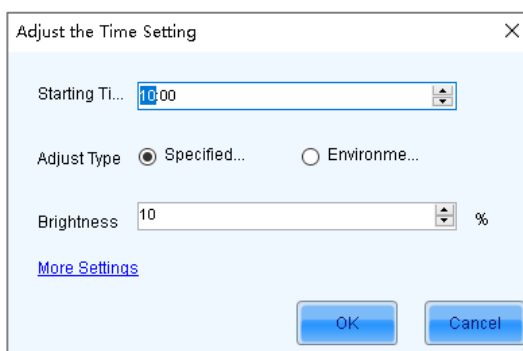 Adjust the Time Setting
Starting Ti... 10:00
Adjust Type Specified... Environme...
Brightness 10 %
More Settings
OK Cancel